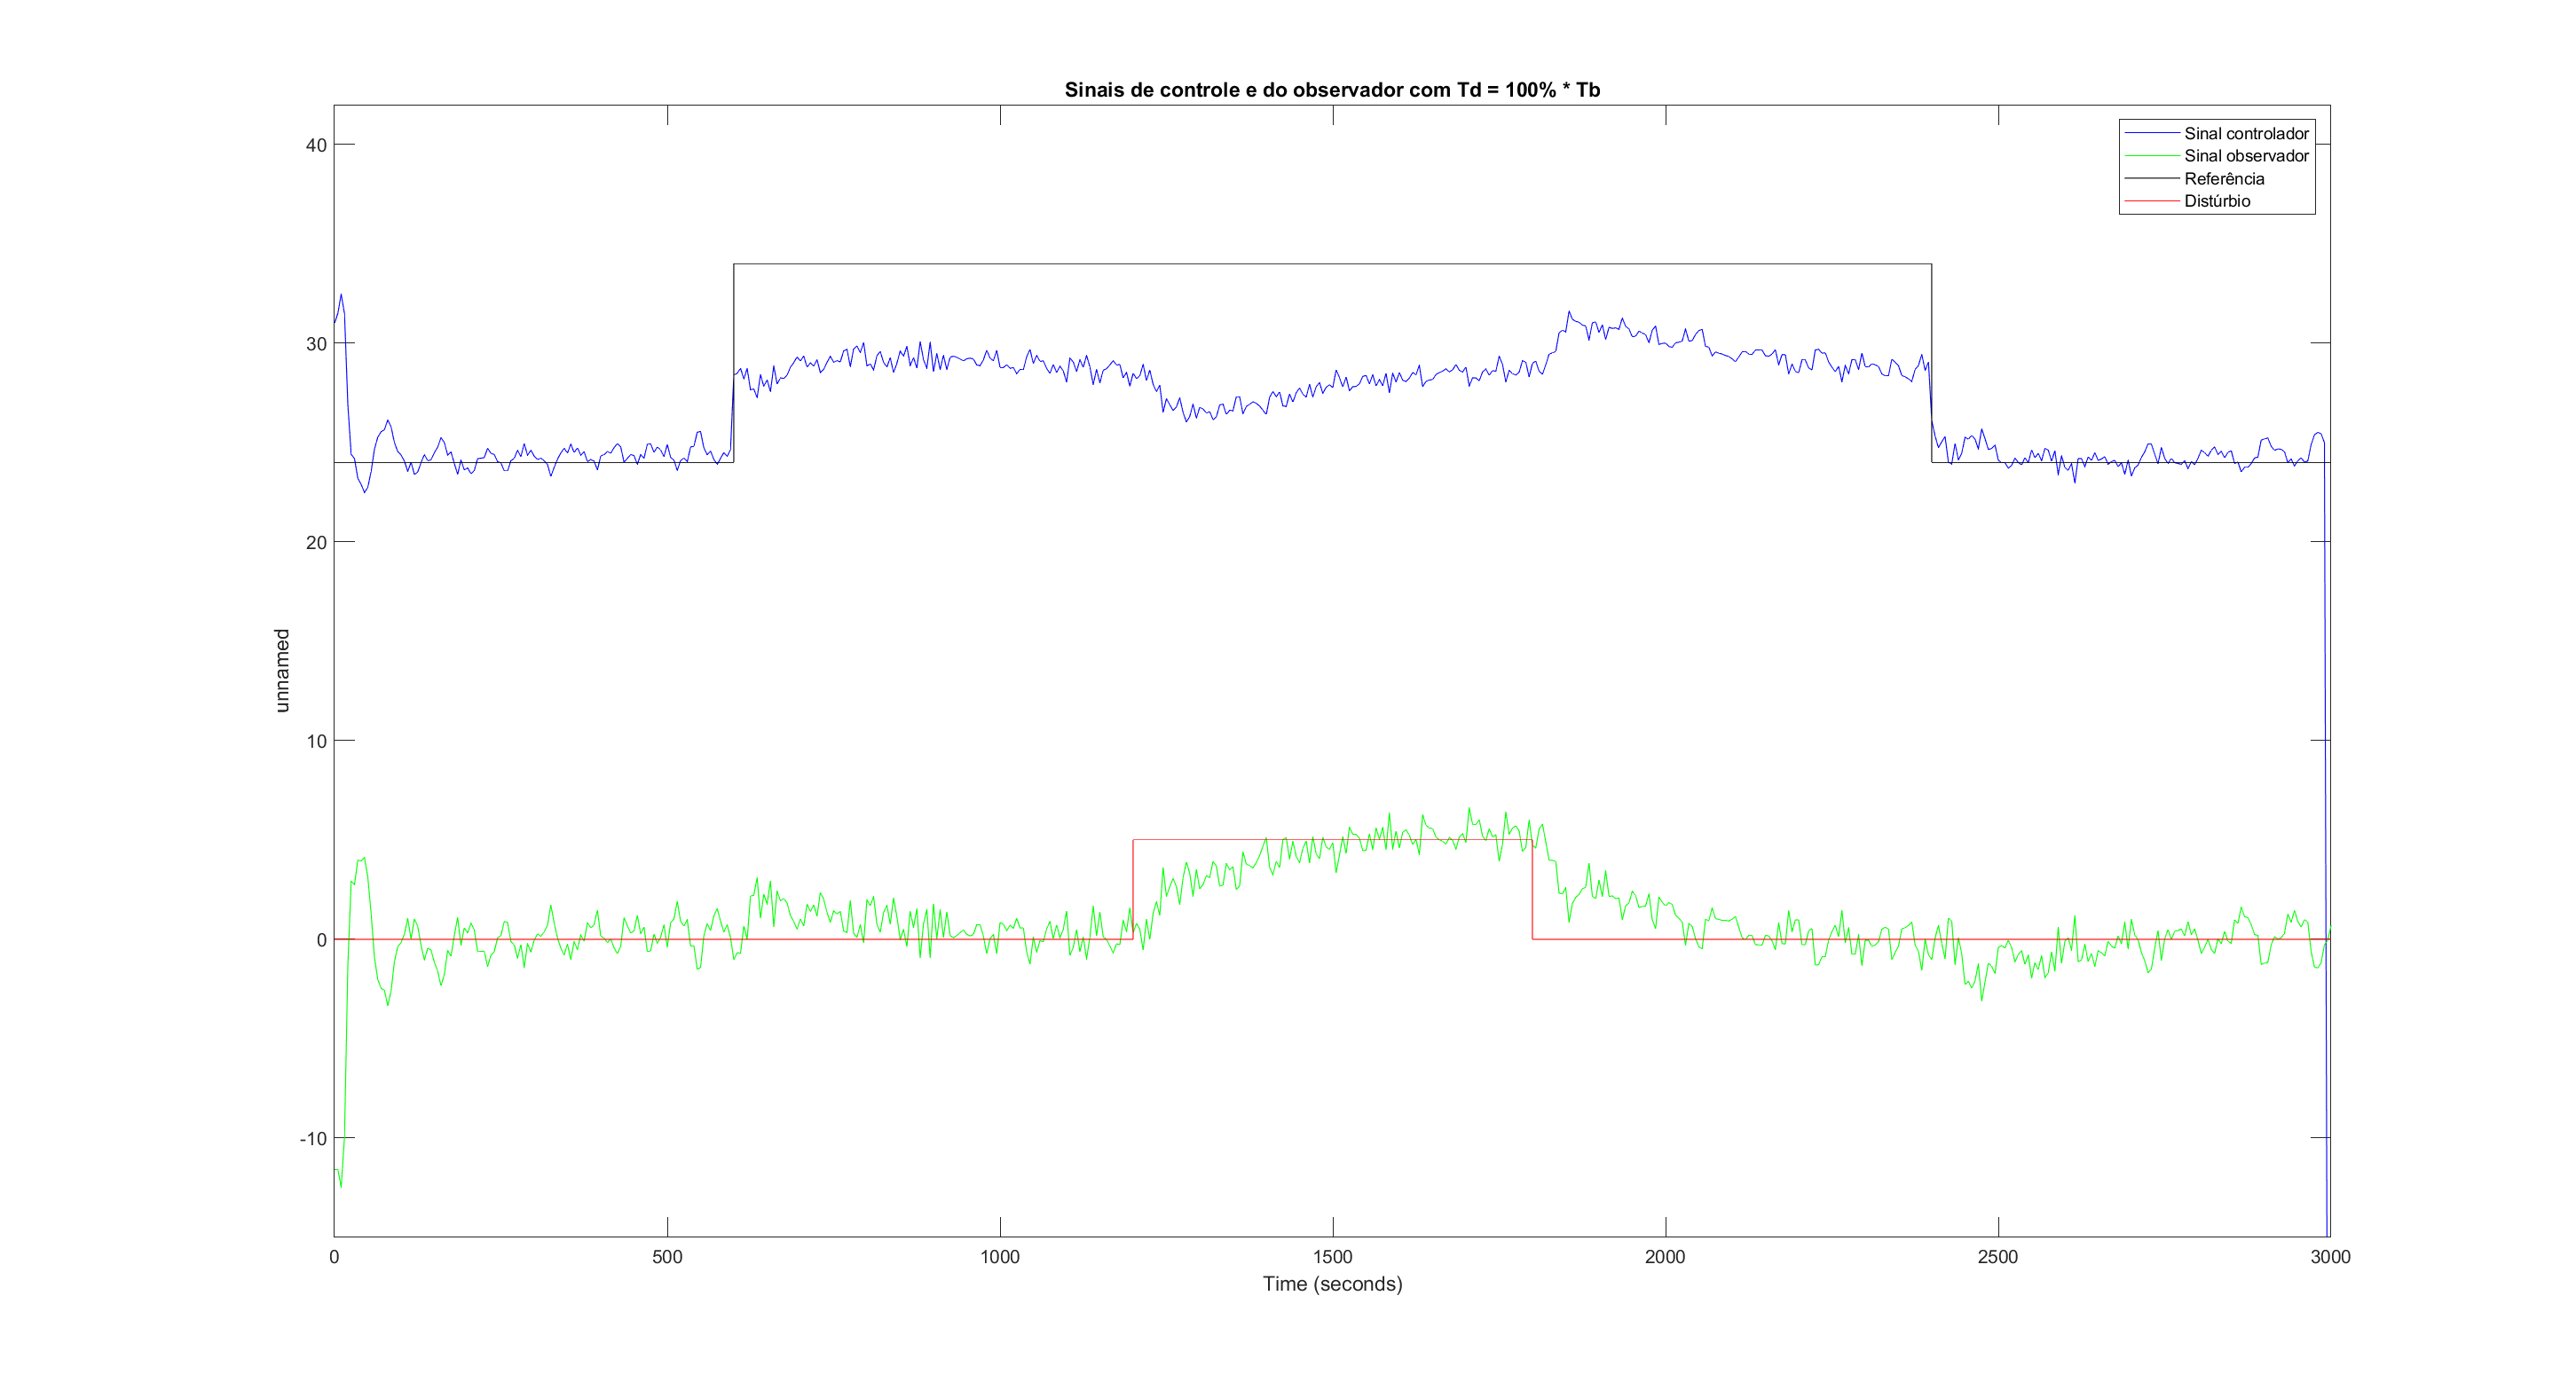 Sinais de controle e do observador com Td = 100% * Tb
Sinal controlador
Sinal observador
Referência
Distúrbio
40
30
20
10
0
-10
unnamed
0 500 1000 1500 2000 2500 3000
Time (seconds)